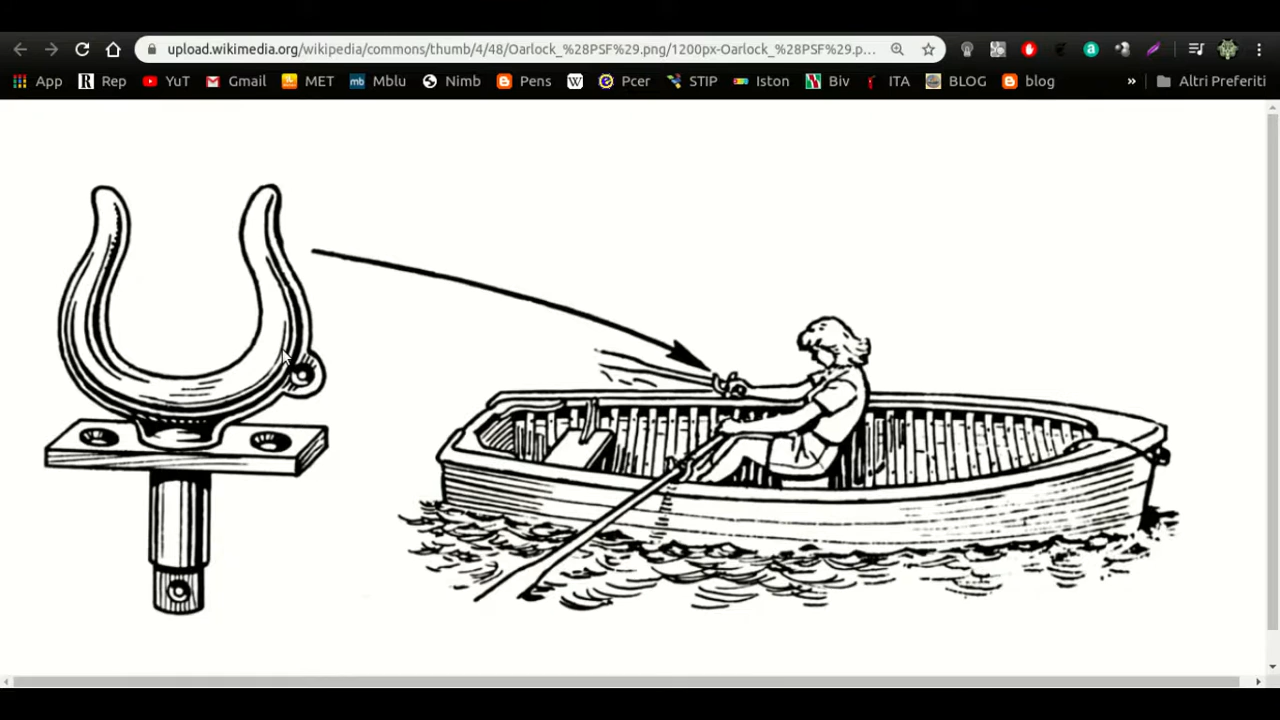 upload.wikimedia.org/wikipedia/commons/thumb/4/48/Oarlock_%28PSF%29.png/1200px-Oarlock_%28PSF%29.p...
App Rep YuT Gmail MET Mblu Nimb Pens W Pcer STIP Iston Biv ITA BLOG blog » Altri Preferiti